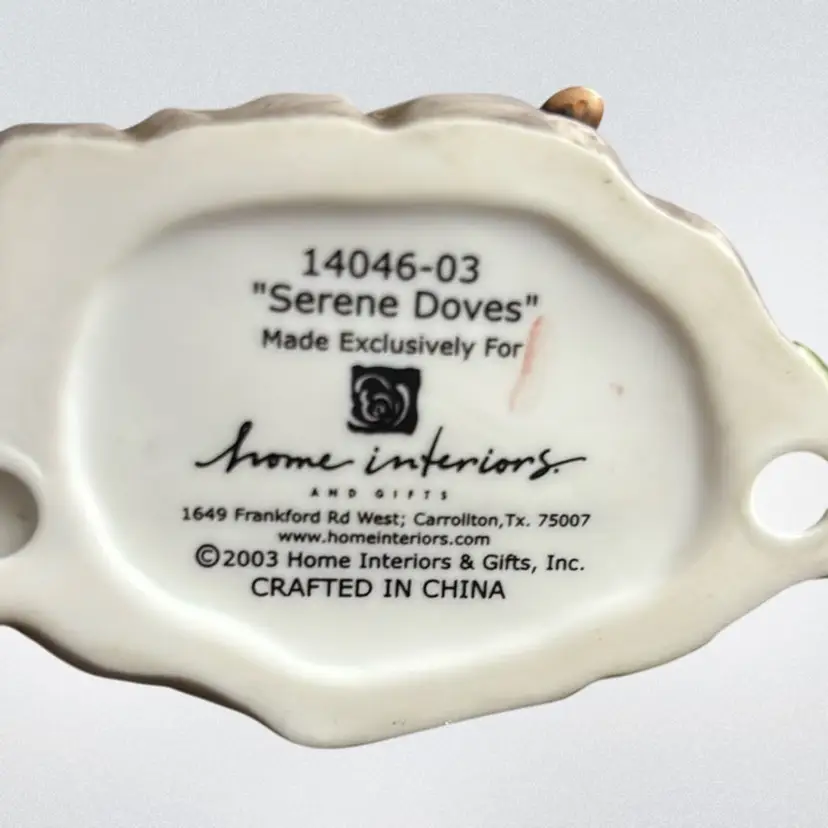 14046-03
"Serene Doves"
Made Exclusively For
home interiors.
AND GIFTS
1649 Frankford Rd West; Carrollton,Tx. 75007
www.homeinteriors.com
©2003 Home Interiors & Gifts, Inc.
CRAFTED IN CHINA